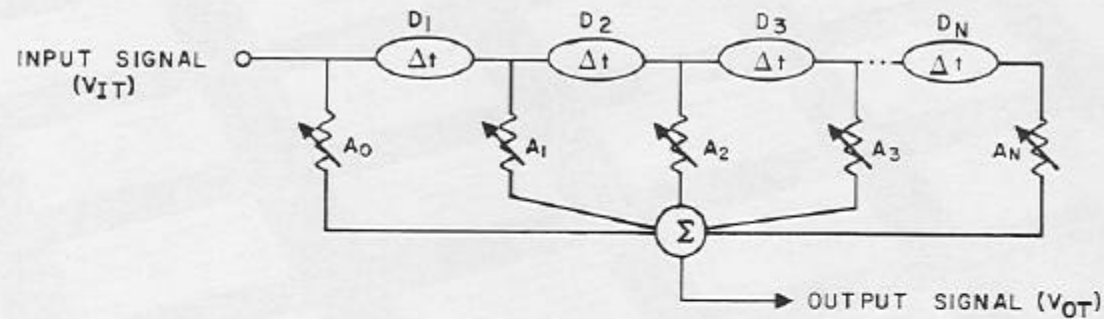 D1 D2 D3 DN
INPUT SIGNAL
(VIT)
Δt Δt Δt ... Δt
A0 A1 A2 A3 AN
Σ
OUTPUT SIGNAL (VOT)